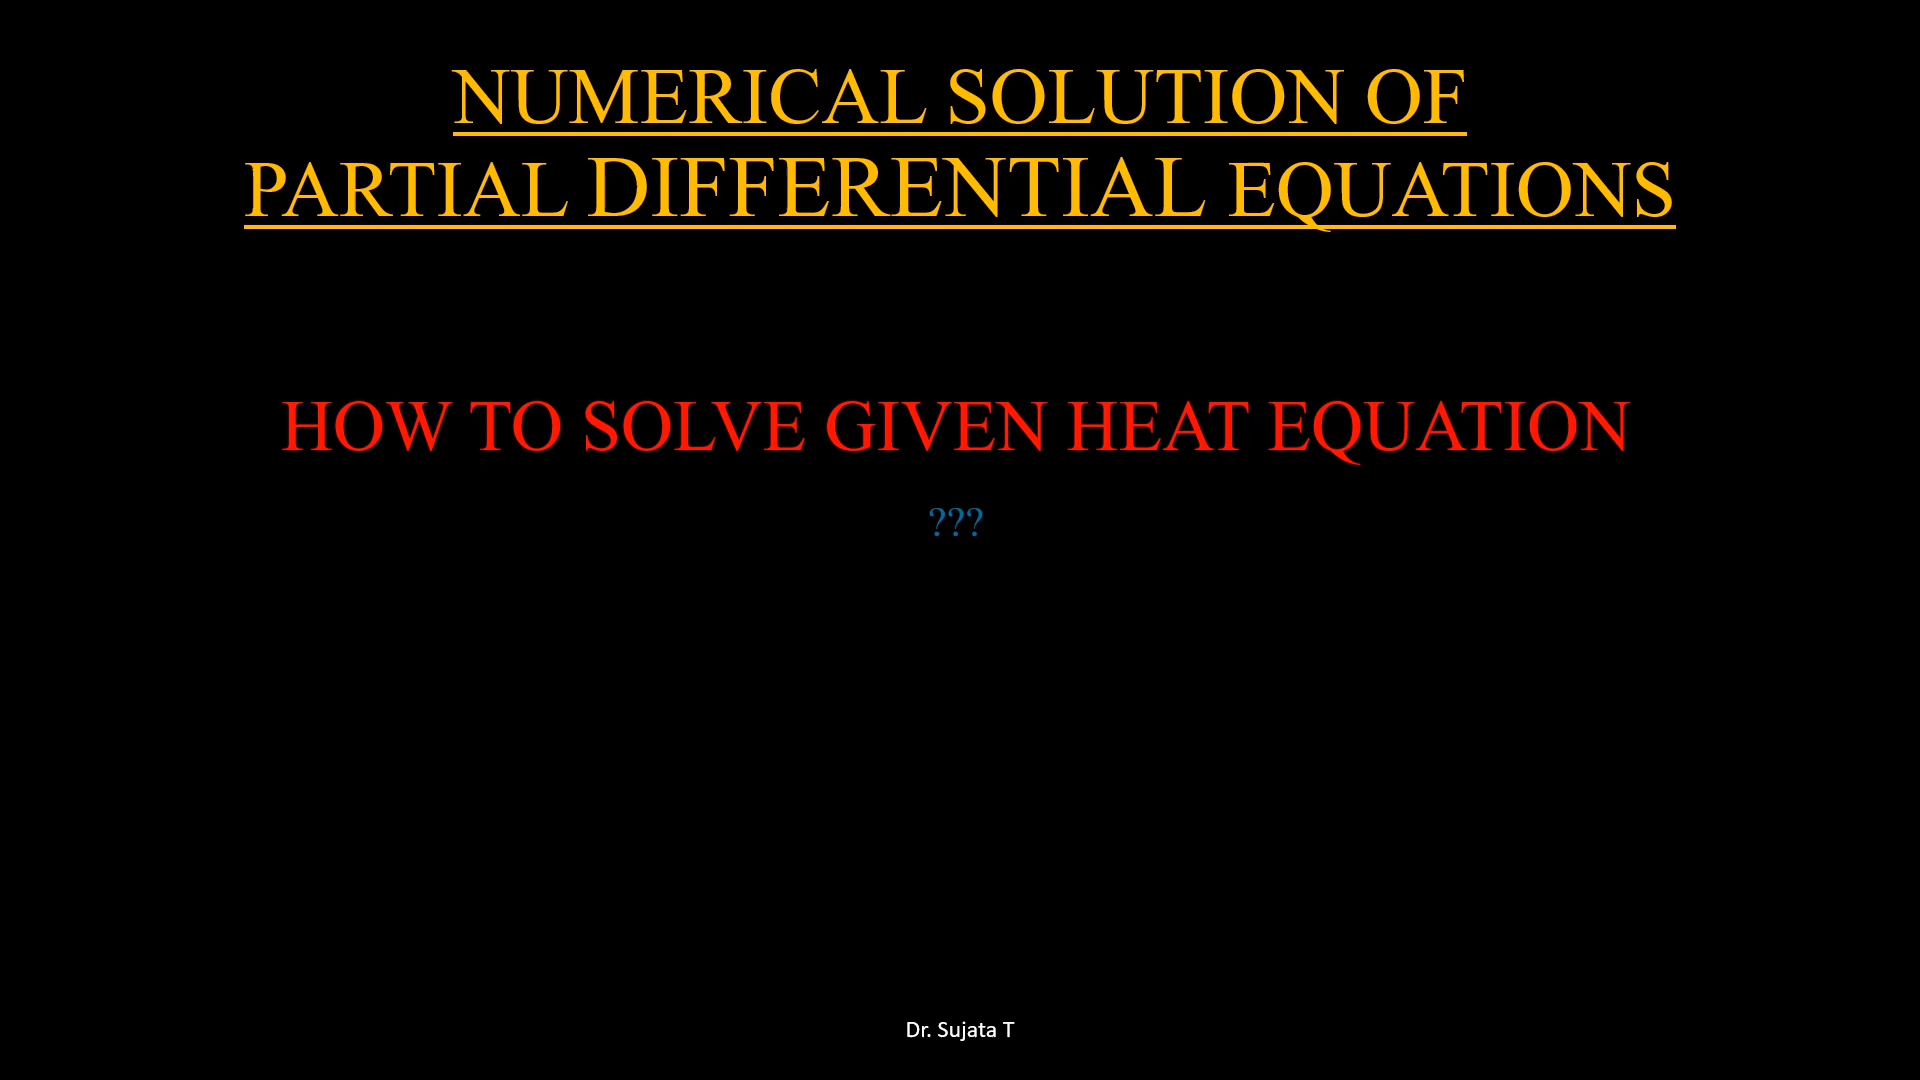 NUMERICAL SOLUTION OF
PARTIAL DIFFERENTIAL EQUATIONS
HOW TO SOLVE GIVEN HEAT EQUATION
???
Dr. Sujata T